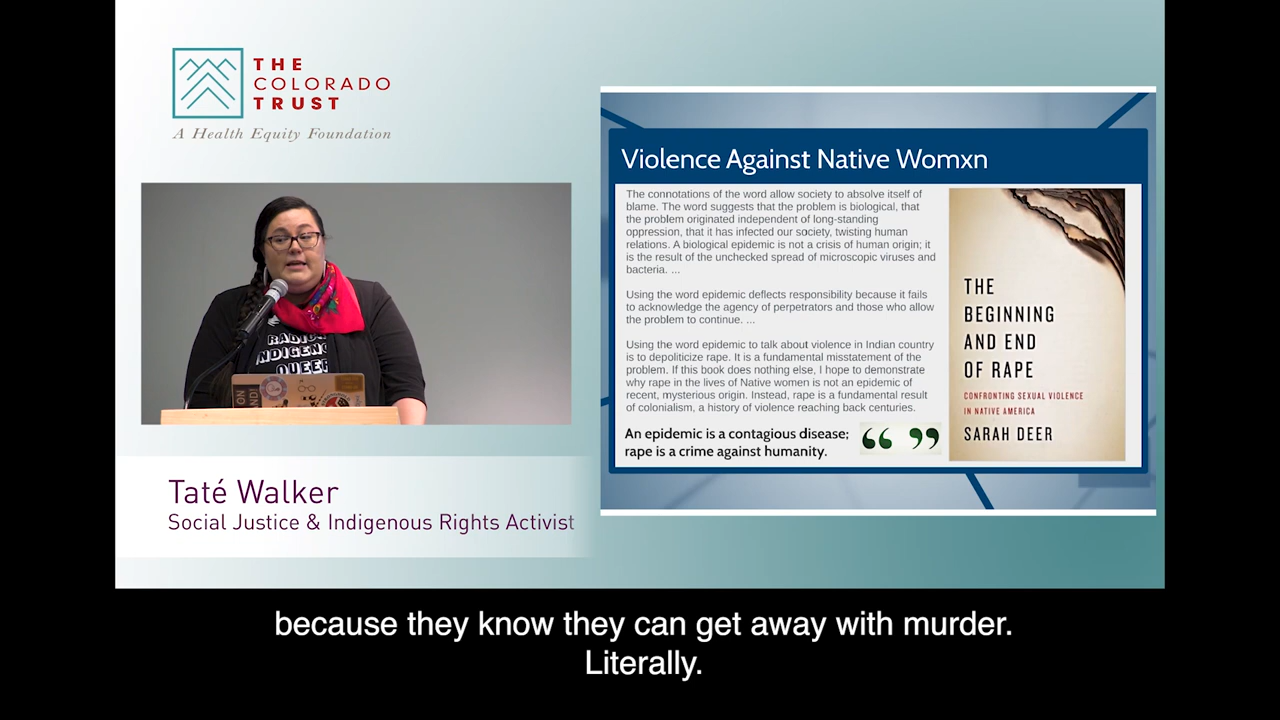 THE
COLORADO
TRUST
A Health Equity Foundation
RADICAL
INDIGENOUS
QUEER
Taté Walker
Social Justice & Indigenous Rights Activist
Violence Against Native Womxn
The connotations of the word allow society to absolve itself of
blame. The word suggests that the problem is biological, that
the problem originated independent of long-standing
oppression, that it has infected our society, twisting human
relations. A biological epidemic is not a crisis of human origin; it
is the result of the unchecked spread of microscopic viruses and
bacteria. ...
Using the word epidemic deflects responsibility because it fails
to acknowledge the agency of perpetrators and those who allow
the problem to continue. ...
Using the word epidemic to talk about violence in Indian country
is to depoliticize rape. It is a fundamental misstatement of the
problem. If this book does nothing else, I hope to demonstrate
why rape in the lives of Native women is not an epidemic of
recent, mysterious origin. Instead, rape is a fundamental result
of colonialism, a history of violence reaching back centuries.
An epidemic is a contagious disease;
rape is a crime against humanity.
“ ”
THE
BEGINNING
AND END
OF RAPE
CONFRONTING SEXUAL VIOLENCE
IN NATIVE AMERICA
SARAH DEER
because they know they can get away with murder.
Literally.